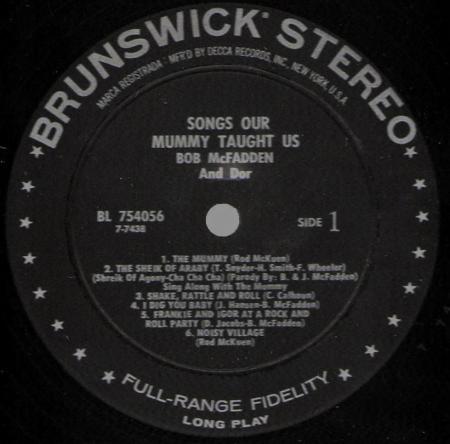 BRUNSWICK® STEREO
MARCA REGISTRADA · MF'D BY DECCA RECORDS, INC., NEW YORK, U.S.A.
SONGS OUR
MUMMY TAUGHT US
BOB McFADDEN
And Dor
BL 754056
7-7438
SIDE 1
1. THE MUMMY (Rod McKuen)
2. THE SHEIK OF ARABY (T. Snyder-H. Smith-F. Wheeler)
(Shreik Of Agony-Cha Cha Cha) (Parody By: B. & J. McFadden)
Sing Along With The Mummy
3. SHAKE, RATTLE AND ROLL (C. Calhoun)
4. I DIG YOU BABY (J. Hansen-B. McFadden)
5. FRANKIE AND IGOR AT A ROCK AND
ROLL PARTY (D. Jacobs-B. McFadden)
6. NOISY VILLAGE
(Rod McKuen)
FULL-RANGE FIDELITY
LONG PLAY